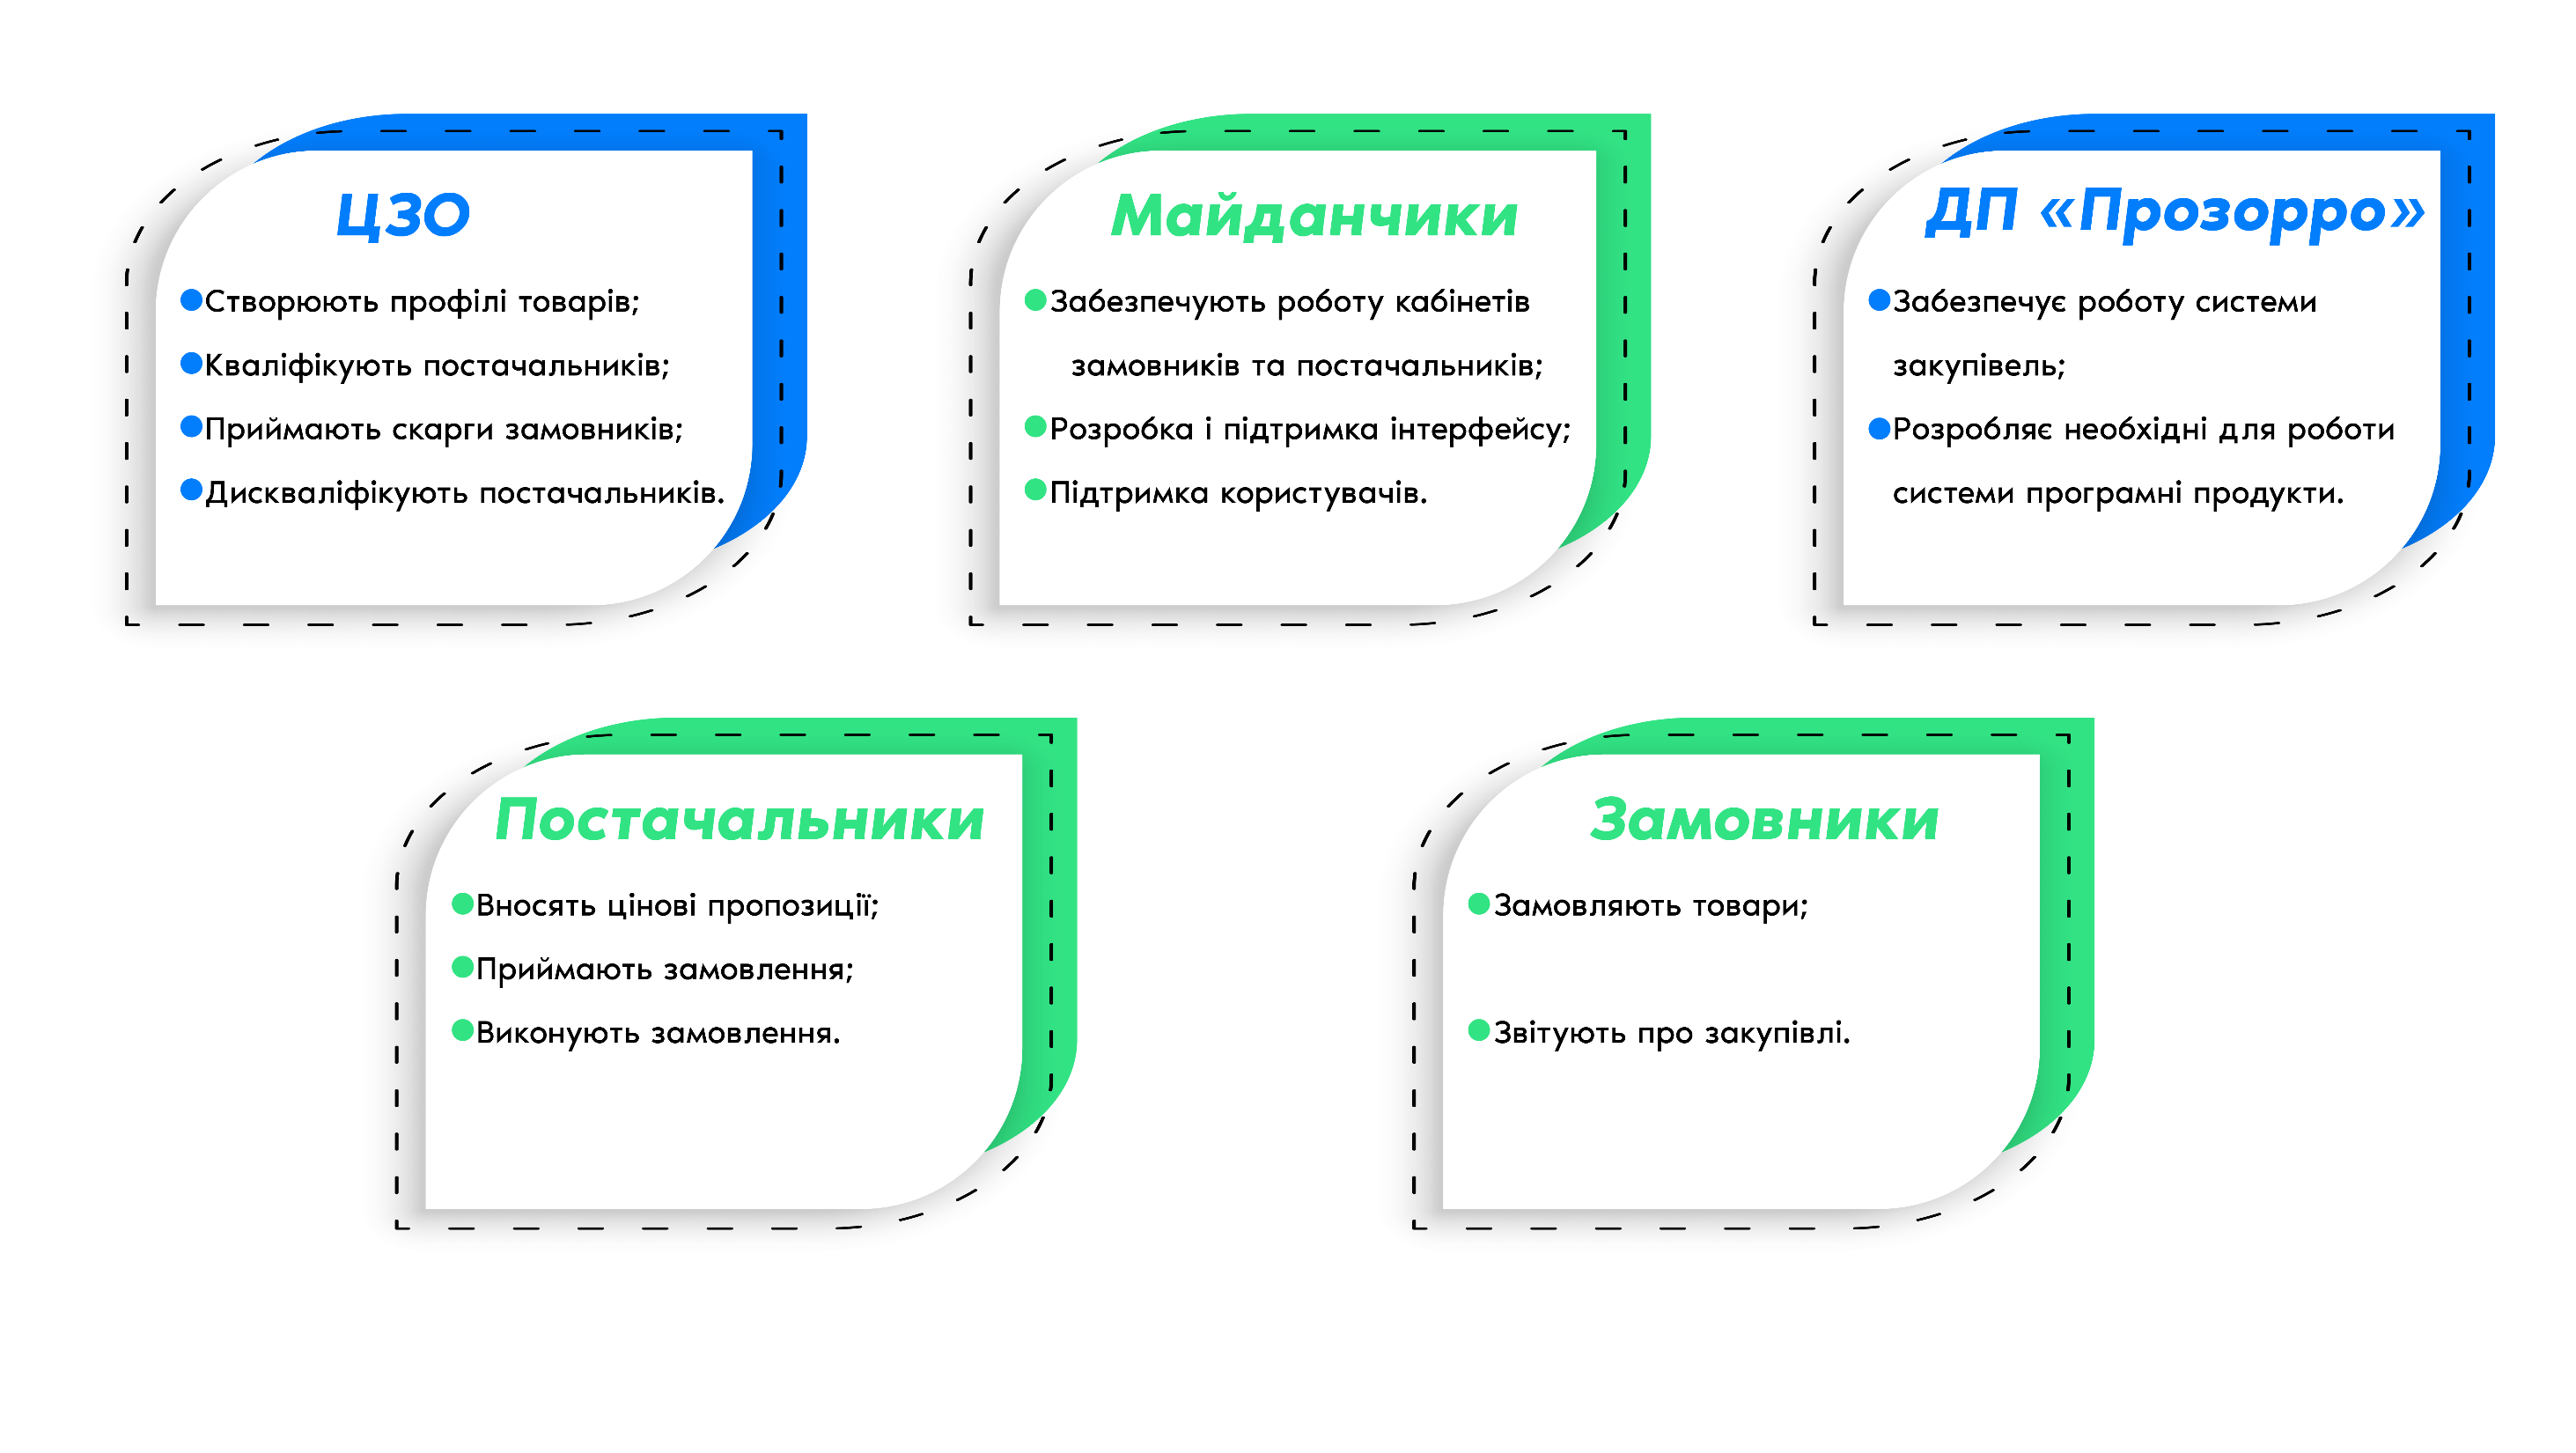 ЦЗО
Створюють профілі товарів;
Кваліфікують постачальників;
Приймають скарги замовників;
Дискваліфікують постачальників.
Майданчики
Забезпечують роботу кабінетів
замовників та постачальників;
Розробка і підтримка інтерфейсу;
Підтримка користувачів.
ДП «Прозорро»
Забезпечує роботу системи
закупівель;
Розробляє необхідні для роботи
системи програмні продукти.
Постачальники
Вносять цінові пропозиції;
Приймають замовлення;
Виконують замовлення.
Замовники
Замовляють товари;
Звітують про закупівлі.